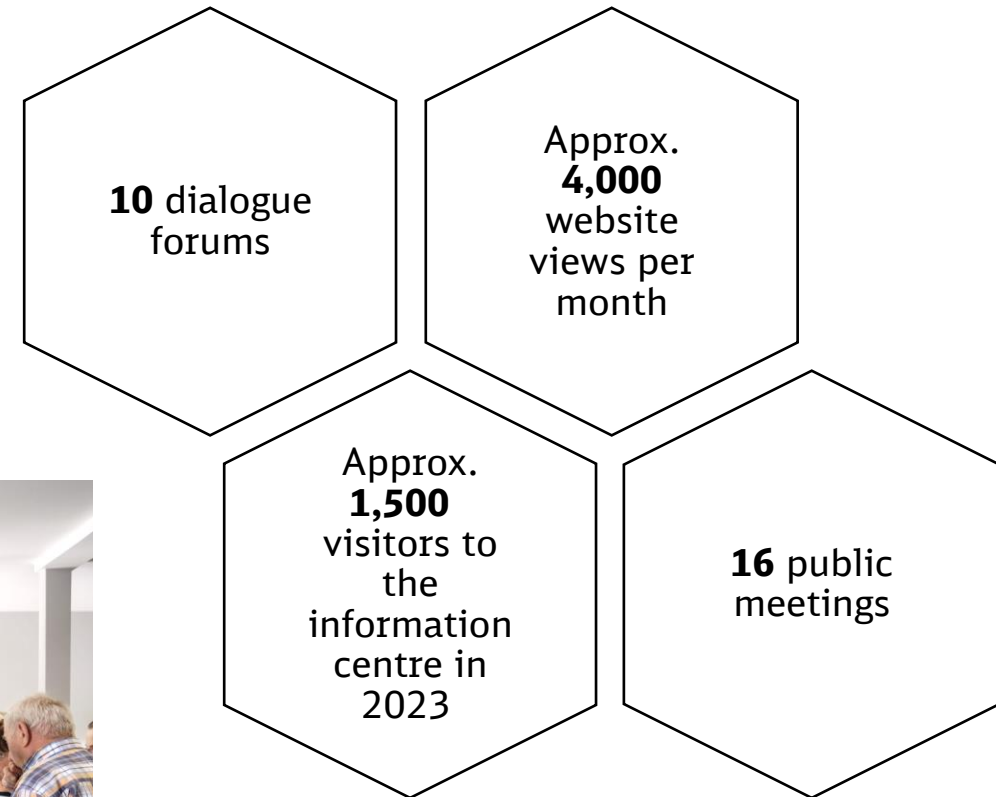 10 dialogue
forums
Approx.
4,000
website
views per
month
Approx.
1,500
visitors to
the
information
centre in
2023
16 public
meetings